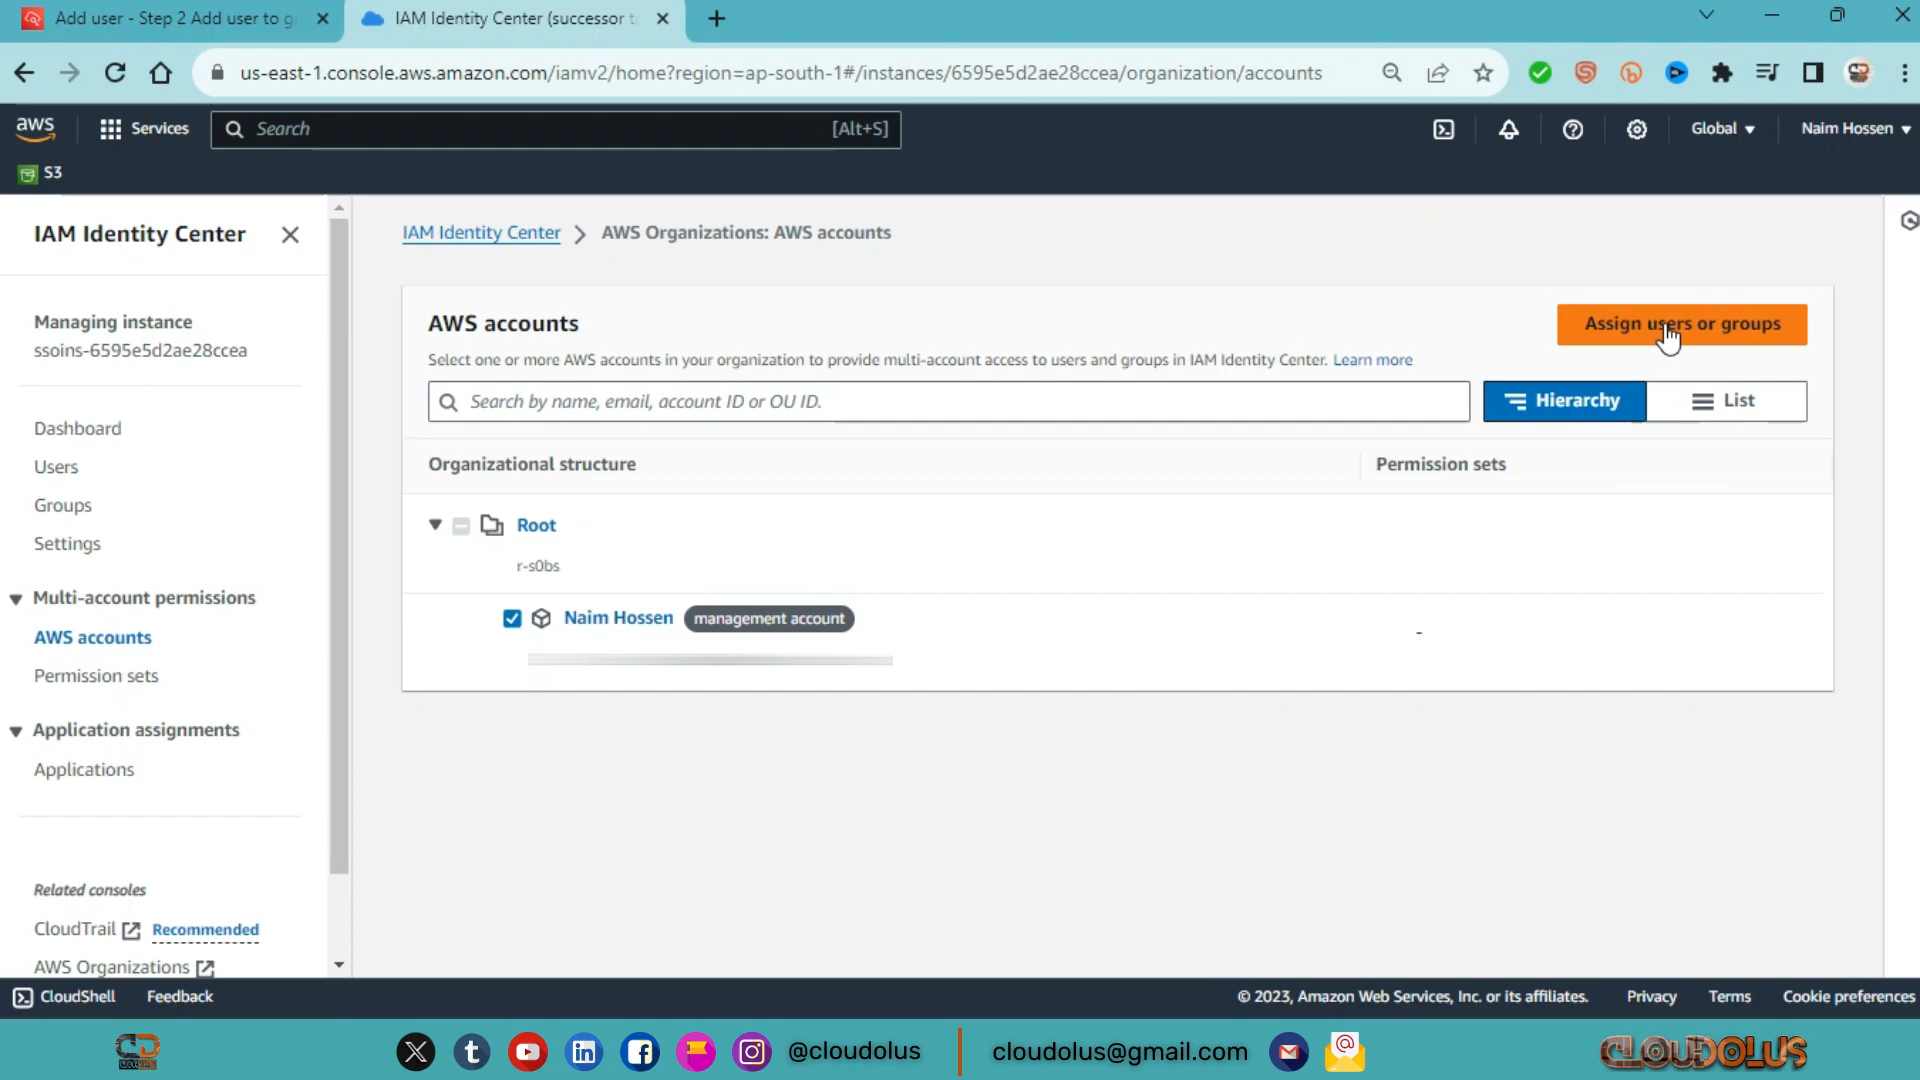 Add user - Step 2 Add user to g
IAM Identity Center (successor to
us-east-1.console.aws.amazon.com/iamv2/home?region=ap-south-1#/instances/6595e5d2ae28ccea/organization/accounts
aws
Services
Search
[Alt+S]
Global
Naim Hossen
S3
IAM Identity Center
Managing instance
ssoins-6595e5d2ae28ccea
Dashboard
Users
Groups
Settings
Multi-account permissions
AWS accounts
Permission sets
Application assignments
Applications
Related consoles
CloudTrail
Recommended
AWS Organizations
IAM Identity Center > AWS Organizations: AWS accounts
AWS accounts
Assign users or groups
Select one or more AWS accounts in your organization to provide multi-account access to users and groups in IAM Identity Center. Learn more
Search by name, email, account ID or OU ID.
Hierarchy
List
Organizational structure
Permission sets
Root
r-s0bs
Naim Hossen
management account
-
CloudShell
Feedback
© 2023, Amazon Web Services, Inc. or its affiliates.
Privacy
Terms
Cookie preferences
@cloudolus
cloudolus@gmail.com
CLOUDOLUS